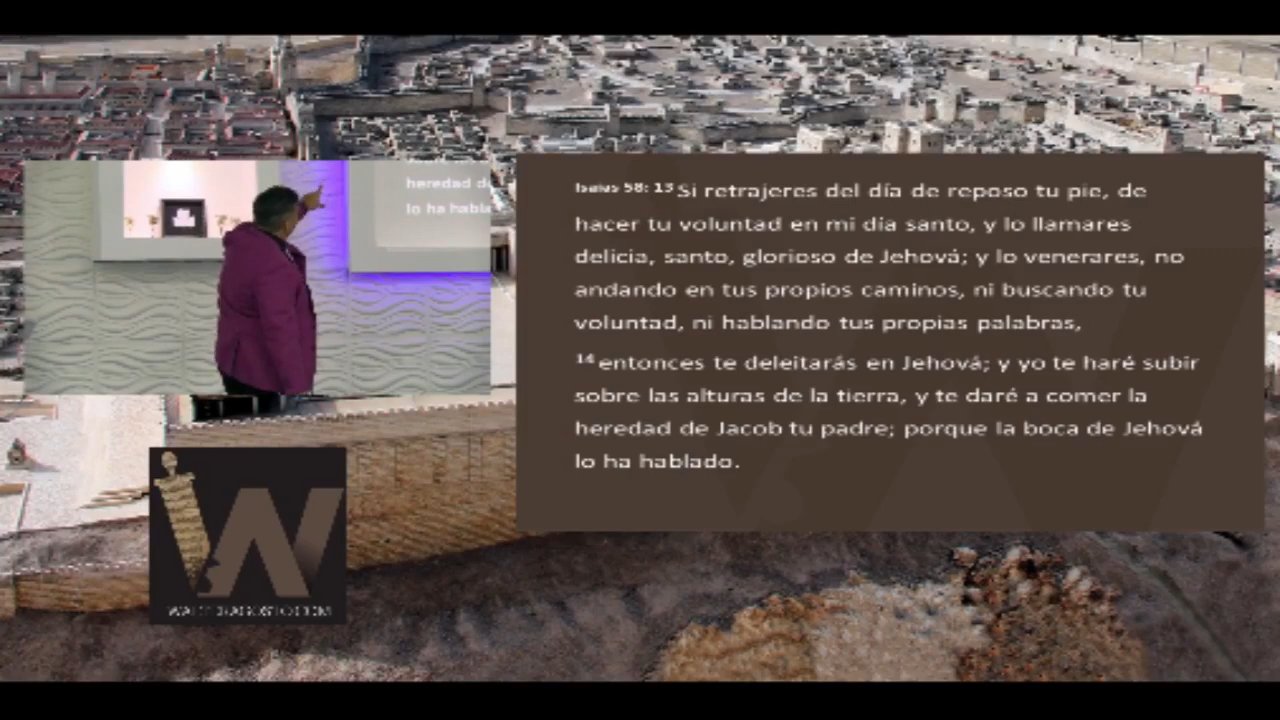 heredad de
lo ha habla
Isaías 58: 13 Si retrajeres del día de reposo tu pie, de
hacer tu voluntad en mi día santo, y lo llamares
delicia, santo, glorioso de Jehová; y lo venerares, no
andando en tus propios caminos, ni buscando tu
voluntad, ni hablando tus propias palabras,
14 entonces te deleitarás en Jehová; y yo te haré subir
sobre las alturas de la tierra, y te daré a comer la
heredad de Jacob tu padre; porque la boca de Jehová
lo ha hablado.
W